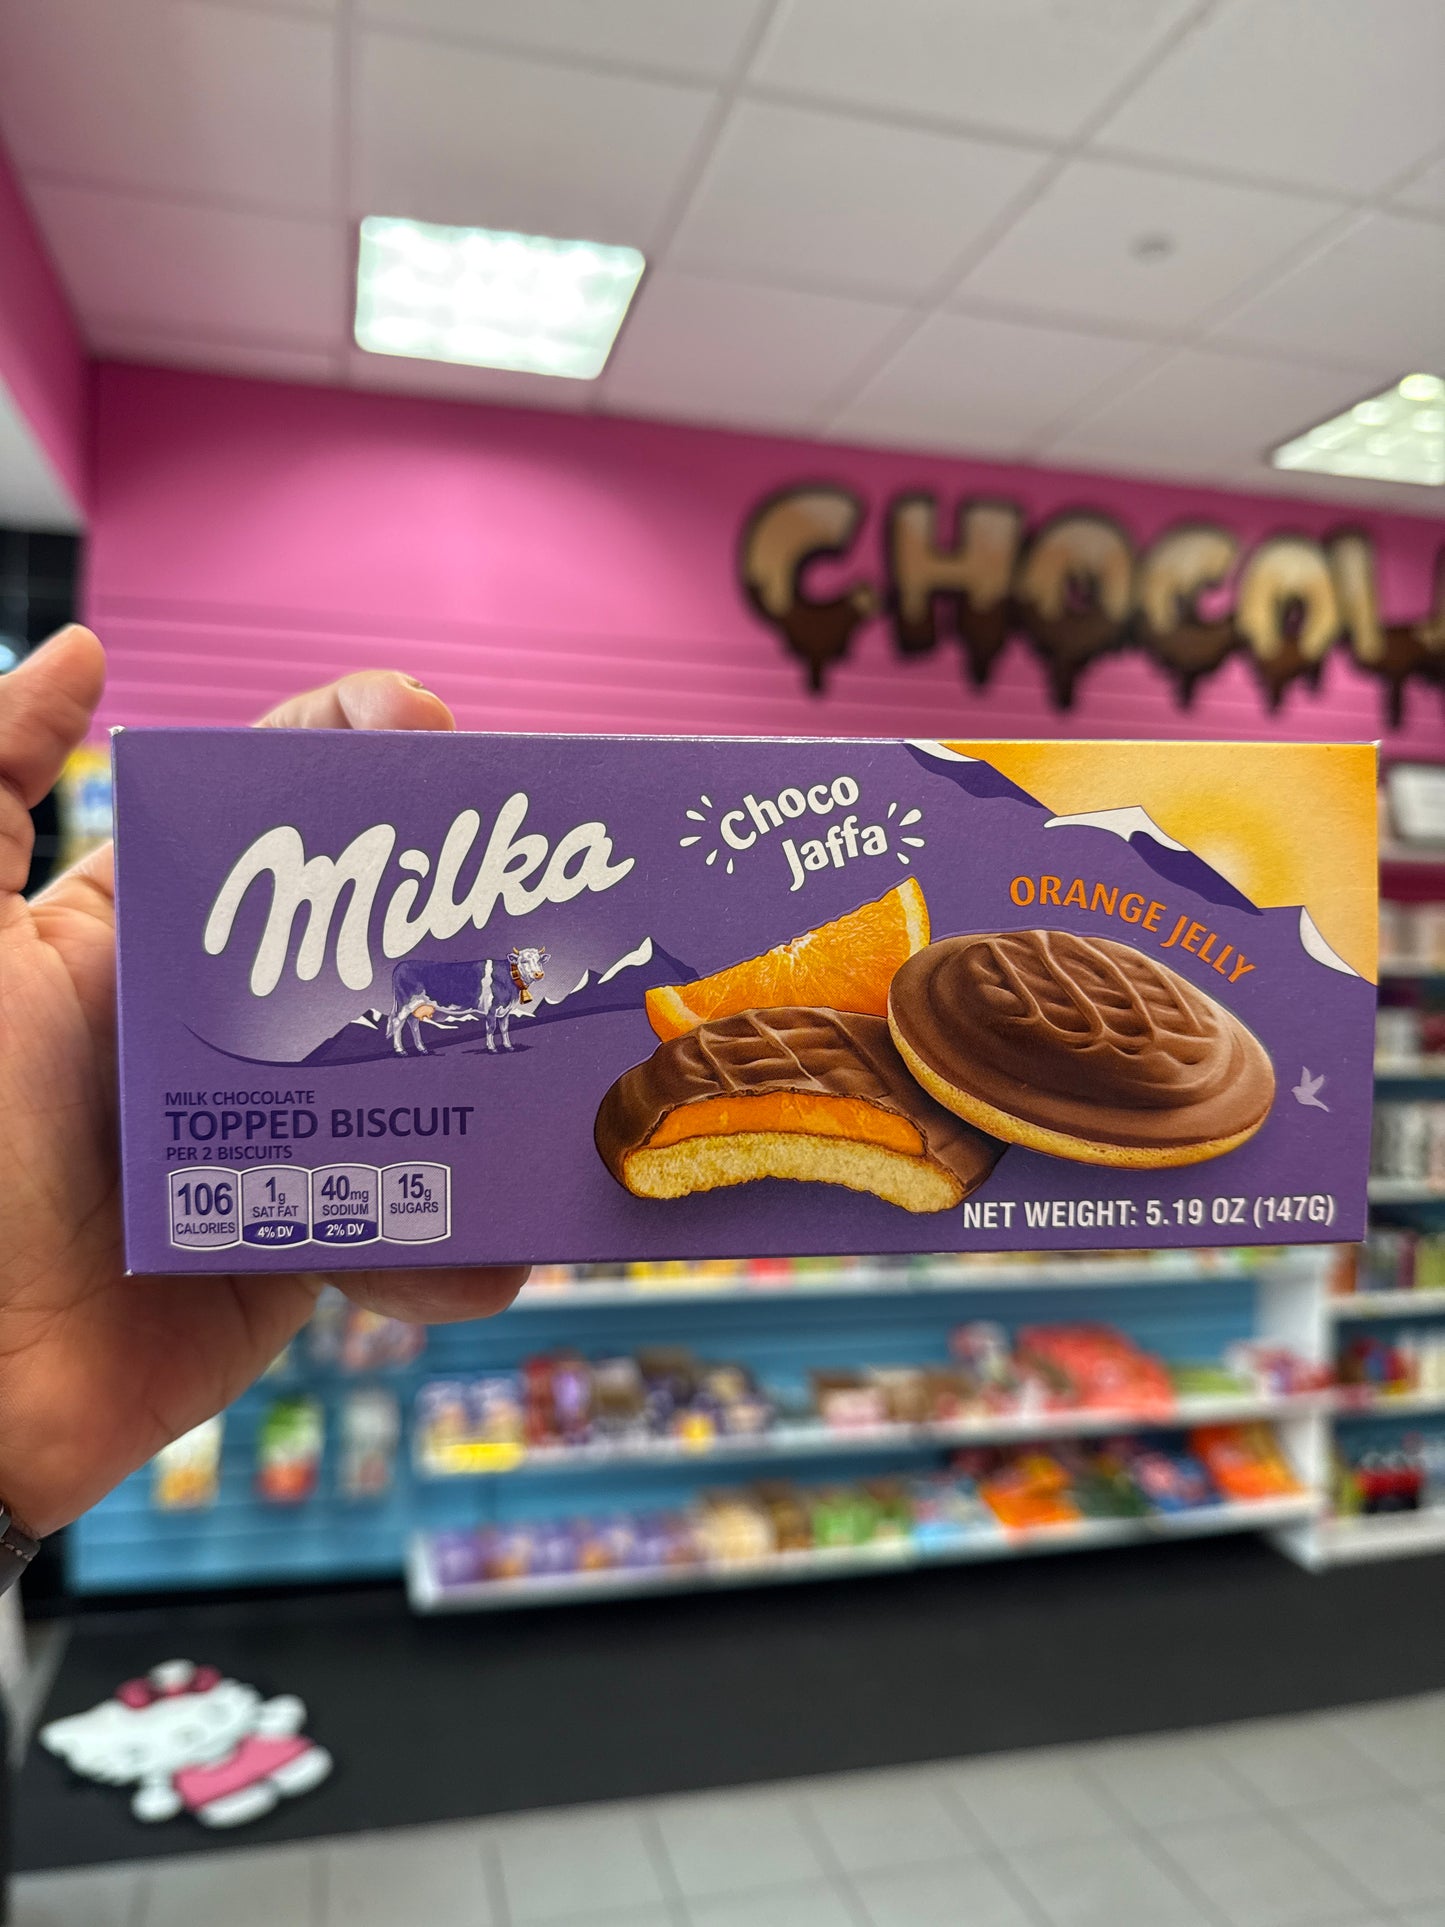 CHOCOL
Milka
Choco
Jaffa
ORANGE JELLY
MILK CHOCOLATE
TOPPED BISCUIT
PER 2 BISCUITS
106
CALORIES
1g
SAT FAT
4% DV
40mg
SODIUM
2% DV
15g
SUGARS
NET WEIGHT: 5.19 OZ (147G)